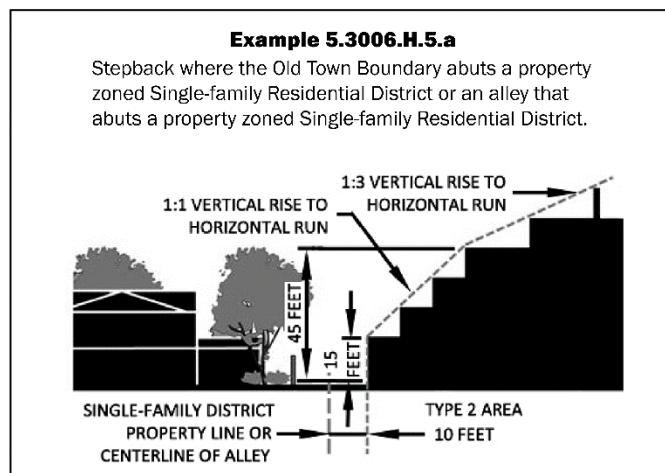 Example 5.3006.H.5.a
Stepback where the Old Town Boundary abuts a property
zoned Single-family Residential District or an alley that
abuts a property zoned Single-family Residential District.
1:3 VERTICAL RISE TO
HORIZONTAL RUN
1:1 VERTICAL RISE TO
HORIZONTAL RUN
45 FEET
15
FEET
SINGLE-FAMILY DISTRICT
PROPERTY LINE OR
CENTERLINE OF ALLEY
TYPE 2 AREA
10 FEET